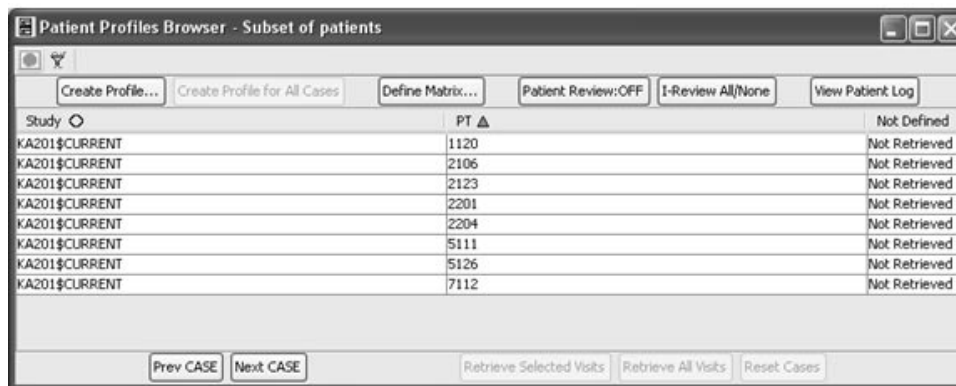 Patient Profiles Browser - Subset of patients
Create Profile... Create Profile for All Cases Define Matrix... Patient Review:OFF I-Review All/None View Patient Log
Study PT Not Defined
KA201$CURRENT 1120 Not Retrieved
KA201$CURRENT 2106 Not Retrieved
KA201$CURRENT 2123 Not Retrieved
KA201$CURRENT 2201 Not Retrieved
KA201$CURRENT 2204 Not Retrieved
KA201$CURRENT 5111 Not Retrieved
KA201$CURRENT 5126 Not Retrieved
KA201$CURRENT 7112 Not Retrieved
Prev CASE Next CASE Retrieve Selected Visits Retrieve All Visits Reset Cases